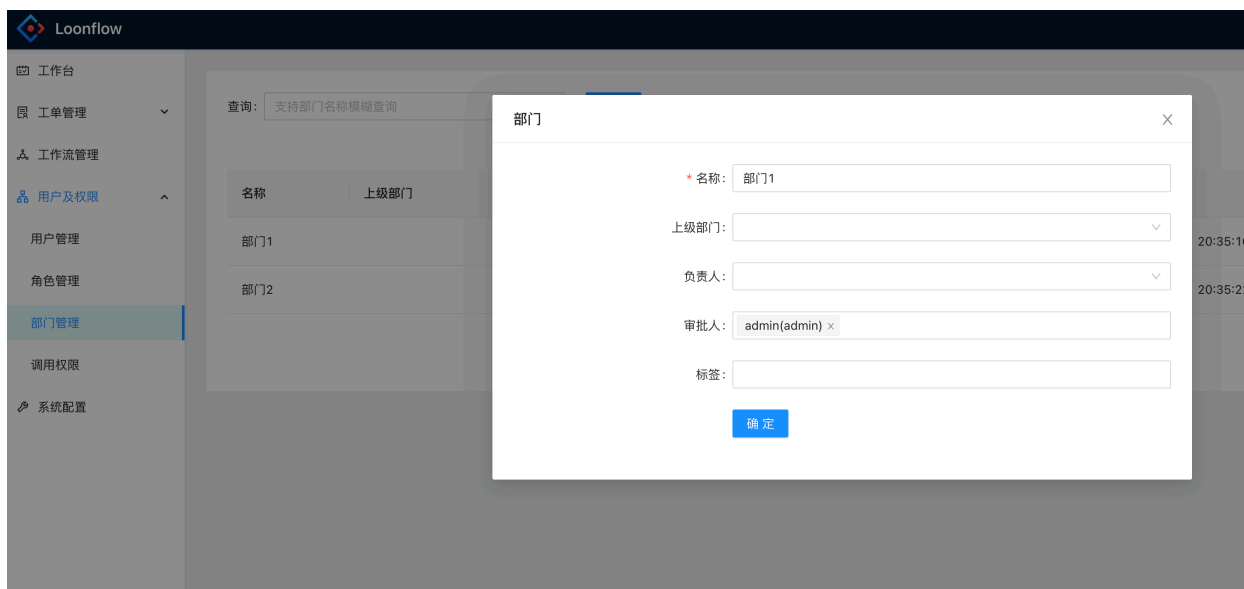 Loonflow
工作台
工单管理
工作流管理
用户及权限
用户管理
角色管理
部门管理
调用权限
系统配置
查询: 支持部门名称模糊查询
名称 上级部门
部门1
20:35:1
部门2
20:35:2
部门
* 名称: 部门1
上级部门:
负责人:
审批人: admin(admin) ×
标签:
确 定